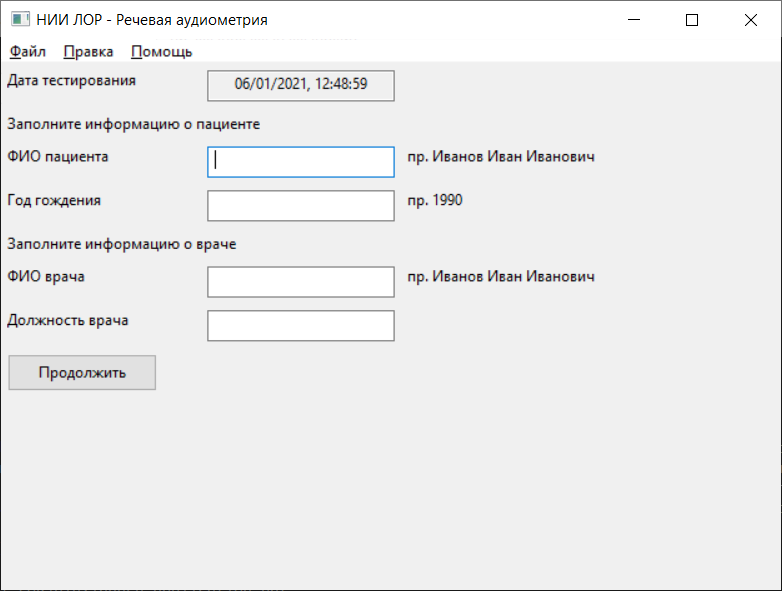 НИИ ЛОР - Речевая аудиометрия
Файл Правка Помощь
Дата тестирования 06/01/2021, 12:48:59
Заполните информацию о пациенте
ФИО пациента пр. Иванов Иван Иванович
Год гождения пр. 1990
Заполните информацию о враче
ФИО врача пр. Иванов Иван Иванович
Должность врача
Продолжить